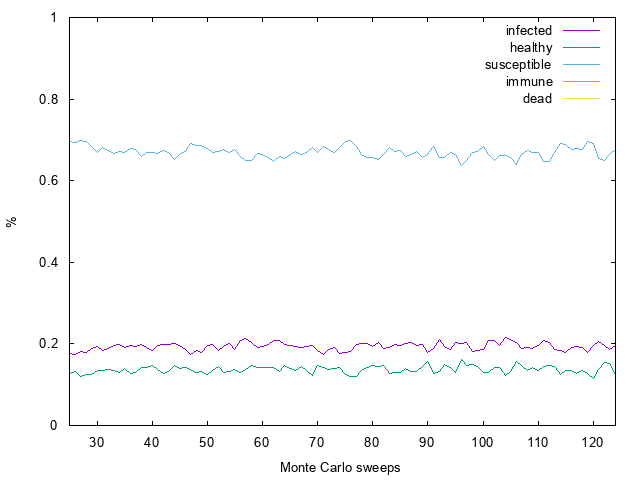 1
0.8
0.6
0.4
0.2
0
%
30 40 50 60 70 80 90 100 110 120
Monte Carlo sweeps
infected
healthy
susceptible
immune
dead